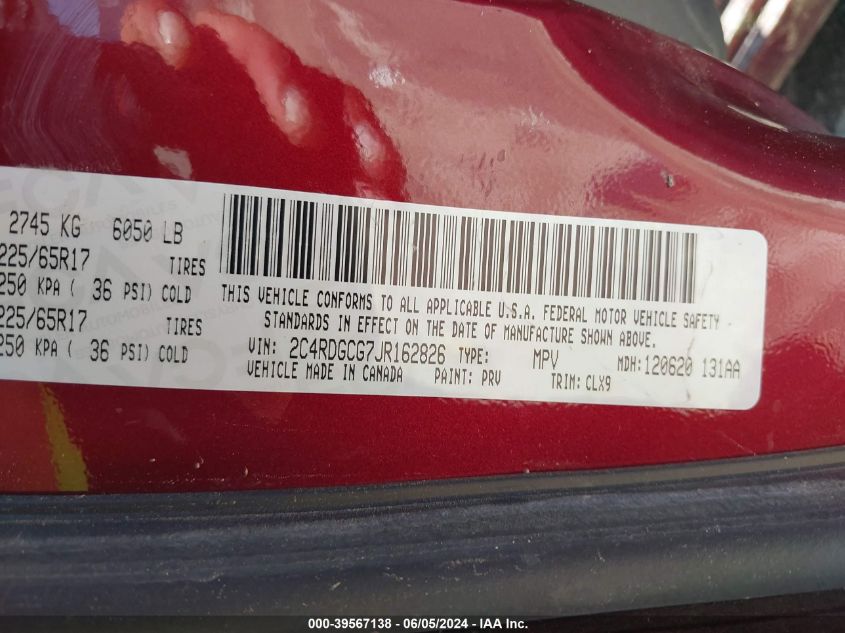 2745 KG 6050 LB
225/65R17 TIRES
250 KPA ( 36 PSI) COLD
225/65R17 TIRES
250 KPA ( 36 PSI) COLD
THIS VEHICLE CONFORMS TO ALL APPLICABLE U.S.A. FEDERAL MOTOR VEHICLE SAFETY
STANDARDS IN EFFECT ON THE DATE OF MANUFACTURE SHOWN ABOVE.
VIN: 2C4RDGCG7JR162826 TYPE: MPV MDH: 120620 131AA
VEHICLE MADE IN CANADA PAINT: PRV TRIM: CLX9
000-39567138 - 06/05/2024 - IAA Inc.